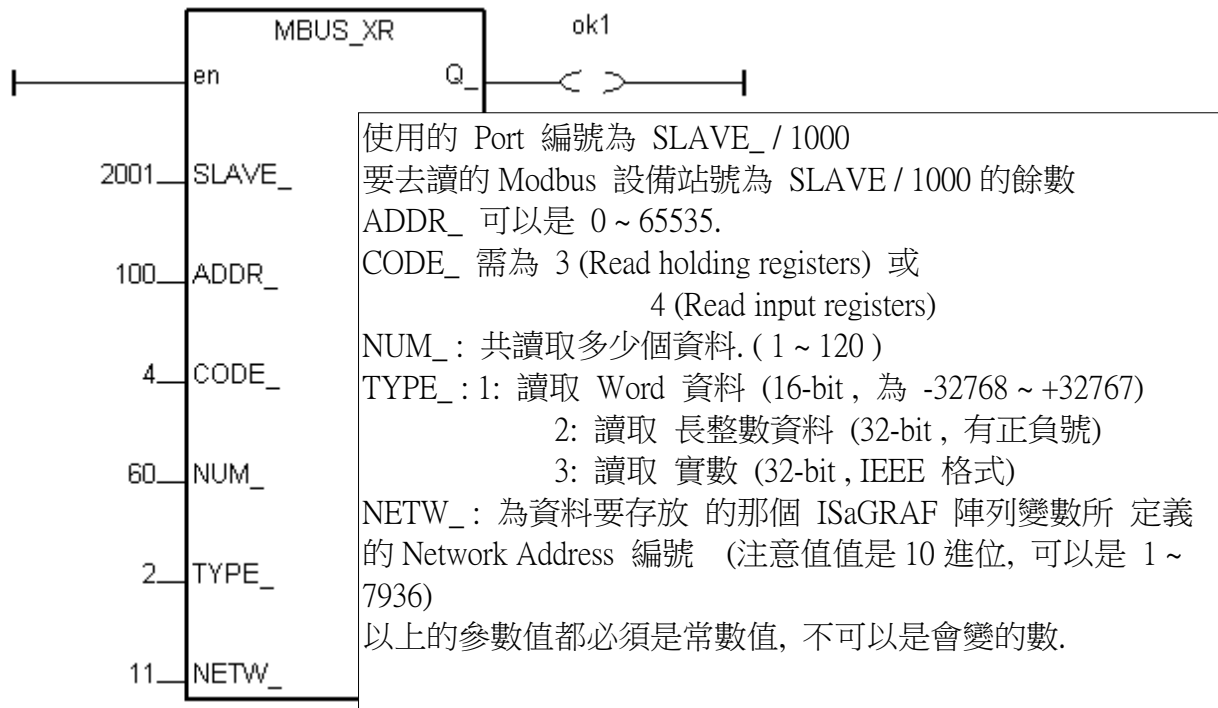 MBUS_XR
ok1
en
Q_
2001
SLAVE_
100
ADDR_
4
CODE_
60
NUM_
2
TYPE_
11
NETW_
使用的 Port 編號為 SLAVE_ / 1000
要去讀的 Modbus 設備站號為 SLAVE / 1000 的餘數
ADDR_ 可以是 0 ~ 65535.
CODE_ 需為 3 (Read holding registers) 或
4 (Read input registers)
NUM_ : 共讀取多少個資料. ( 1 ~ 120 )
TYPE_ : 1: 讀取 Word 資料 (16-bit , 為 -32768 ~ +32767)
2: 讀取 長整數資料 (32-bit , 有正負號)
3: 讀取 實數 (32-bit , IEEE 格式)
NETW_ : 為資料要存放 的那個 ISaGRAF 陣列變數所 定義
的 Network Address 編號 (注意值值是 10 進位, 可以是 1 ~
7936)
以上的參數值都必須是常數值, 不可以是會變的數.